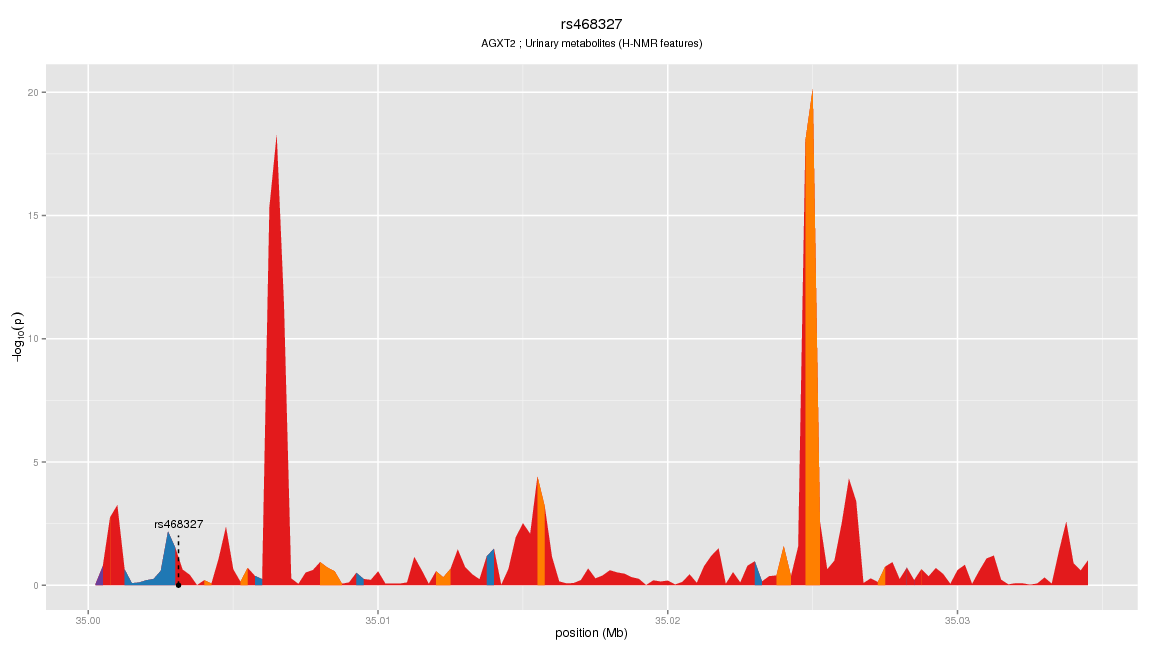 rs468327
AGXT2 ; Urinary metabolites (H-NMR features)
20
15
10
5
0
−log10(p)
rs468327
35.00 35.01 35.02 35.03
position (Mb)